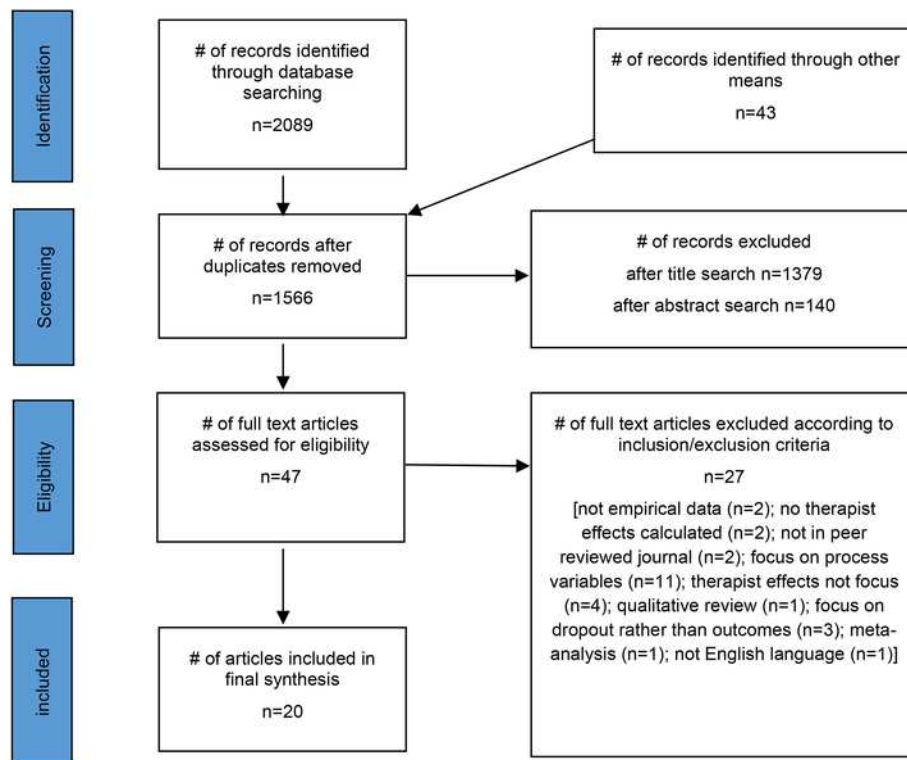 Identification
# of records identified
through database
searching
n=2089
# of records identified through other
means
n=43
Screening
# of records after
duplicates removed
n=1566
# of records excluded
after title search n=1379
after abstract search n=140
Eligibility
# of full text articles
assessed for eligibility
n=47
# of full text articles excluded according to
inclusion/exclusion criteria
n=27
[not empirical data (n=2); no therapist
effects calculated (n=2); not in peer
reviewed journal (n=2); focus on process
variables (n=11); therapist effects not focus
(n=4); qualitative review (n=1); focus on
dropout rather than outcomes (n=3); meta-
analysis (n=1); not English language (n=1)]
included
# of articles included in
final synthesis
n=20